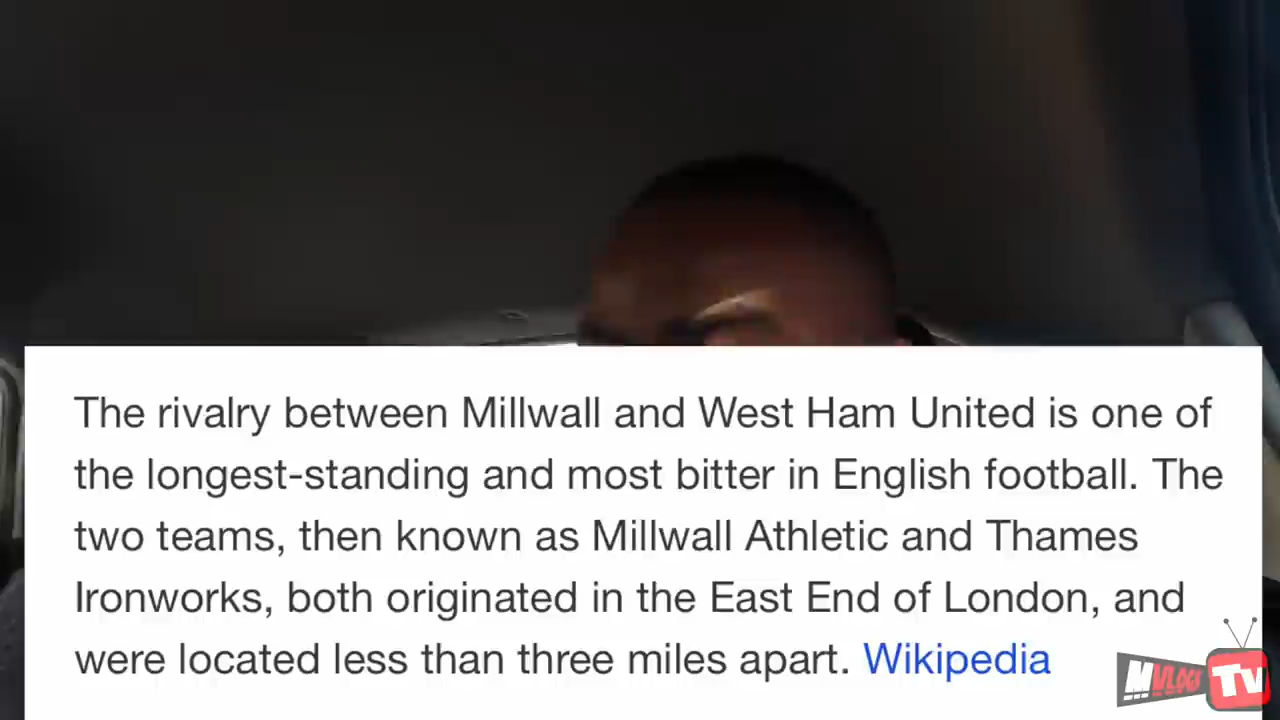 The rivalry between Millwall and West Ham United is one of
the longest-standing and most bitter in English football. The
two teams, then known as Millwall Athletic and Thames
Ironworks, both originated in the East End of London, and
were located less than three miles apart. Wikipedia
MVLOGS TV